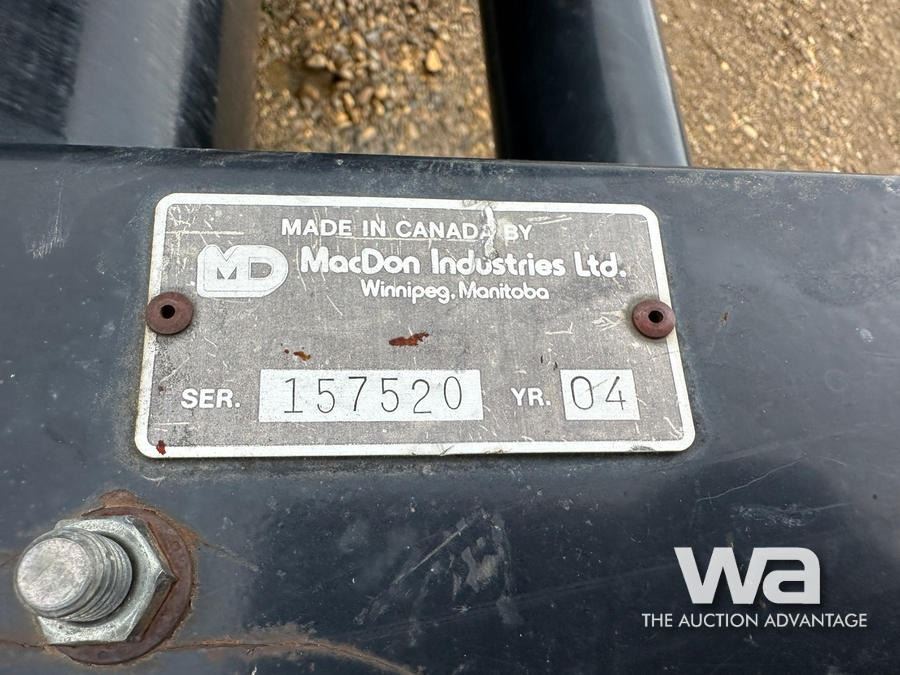 MADE IN CANADA BY
MD MacDon Industries Ltd.
Winnipeg, Manitoba
SER. 157520 YR. 04
wa
THE AUCTION ADVANTAGE